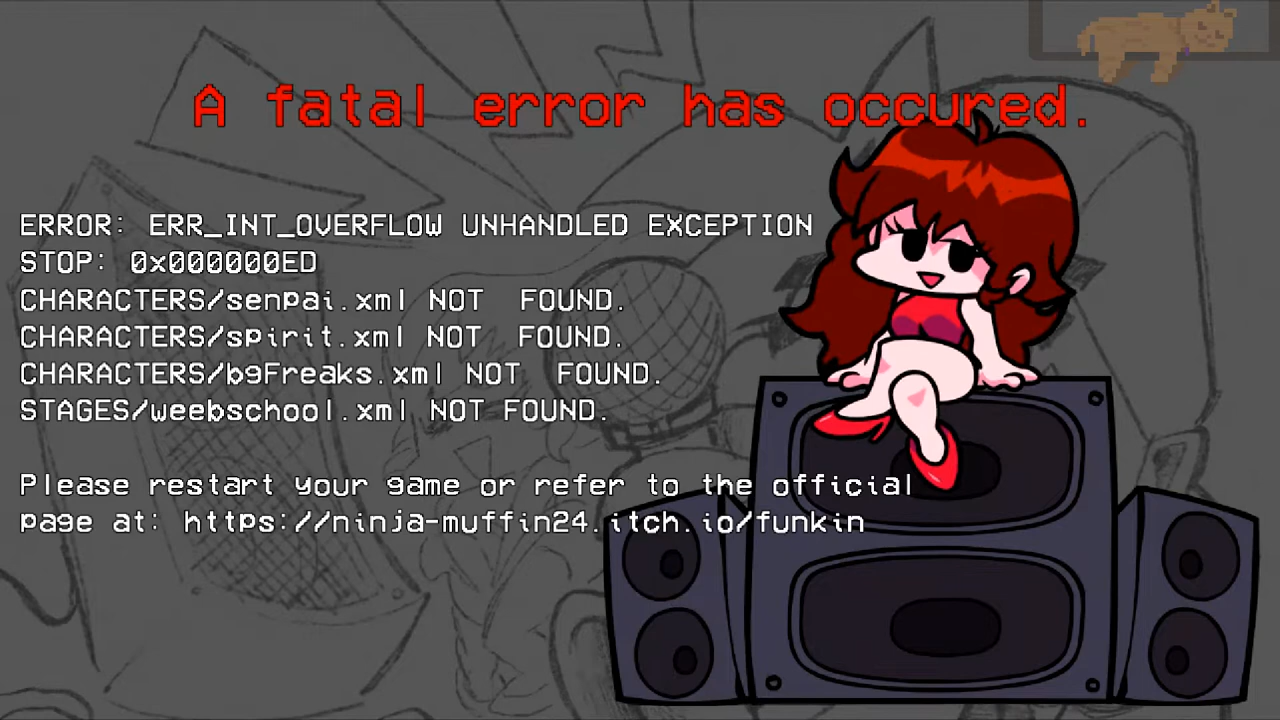 A fatal error has occured.
ERROR: ERR_INT_OVERFLOW UNHANDLED EXCEPTION
STOP: 0x000000ED
CHARACTERS/senpai.xml NOT FOUND.
CHARACTERS/spirit.xml NOT FOUND.
CHARACTERS/bgFreaks.xml NOT FOUND.
STAGES/weebschool.xml NOT FOUND.
Please restart your game or refer to the official
page at: https://ninja-muffin24.itch.io/funkin